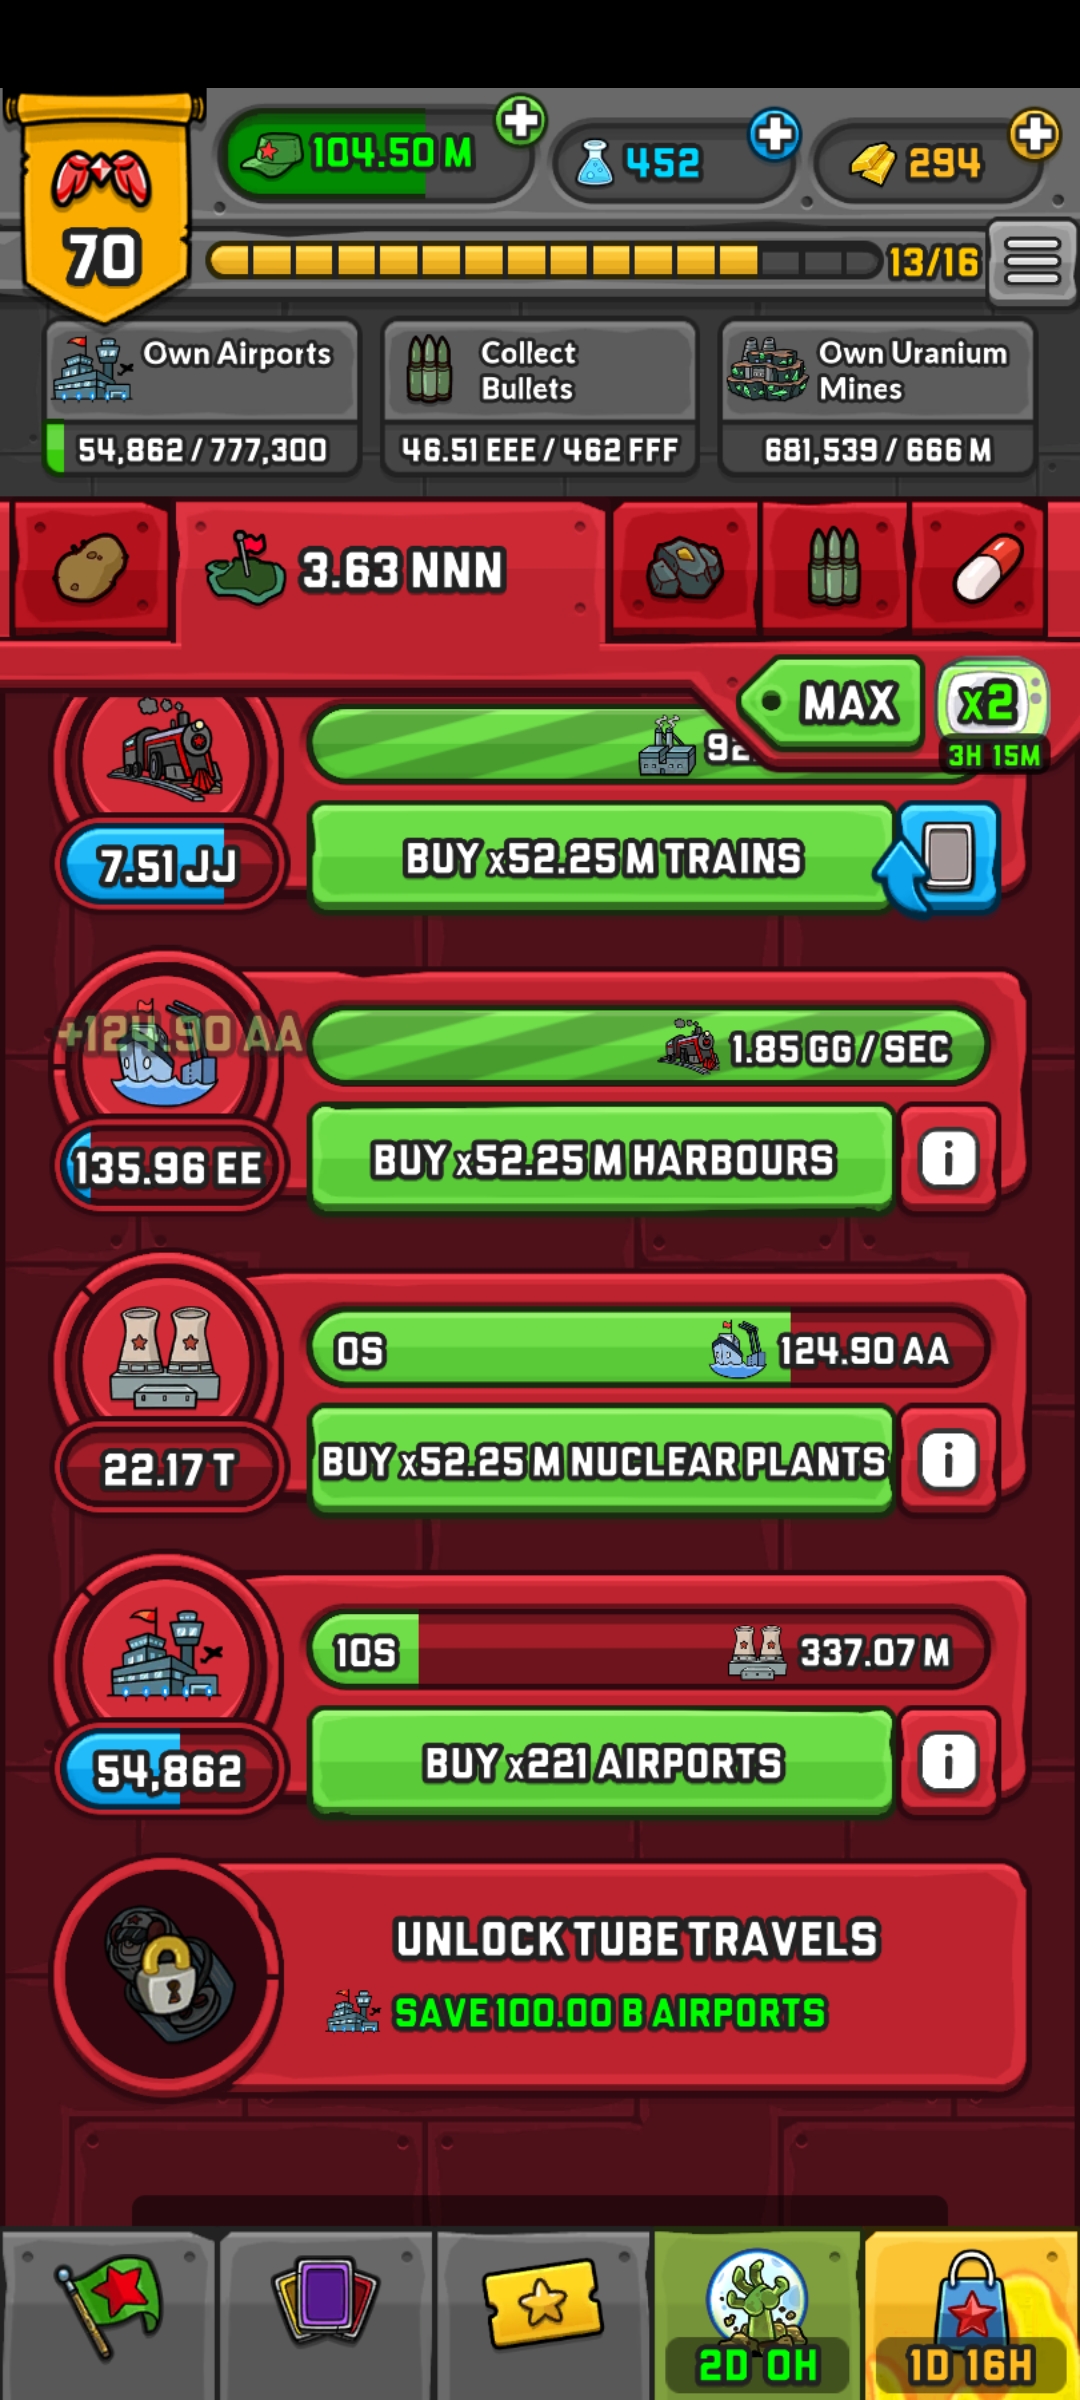 104.50 M
452
294
70
13/16
Own Airports
54,862 / 777,300
Collect
Bullets
46.51 EEE / 462 FFF
Own Uranium
Mines
681,539 / 666 M
3.63 NNN
MAX
x2
3H 15M
92.
7.51 JJ
BUY x52.25 M TRAINS
+124.90 AA
1.85 GG / SEC
135.96 EE
BUY x52.25 M HARBOURS
i
0S
124.90 AA
22.17 T
BUY x52.25 M NUCLEAR PLANTS
i
10S
337.07 M
54,862
BUY x221 AIRPORTS
i
UNLOCK TUBE TRAVELS
SAVE 100.00 B AIRPORTS
2D 0H
1D 16H